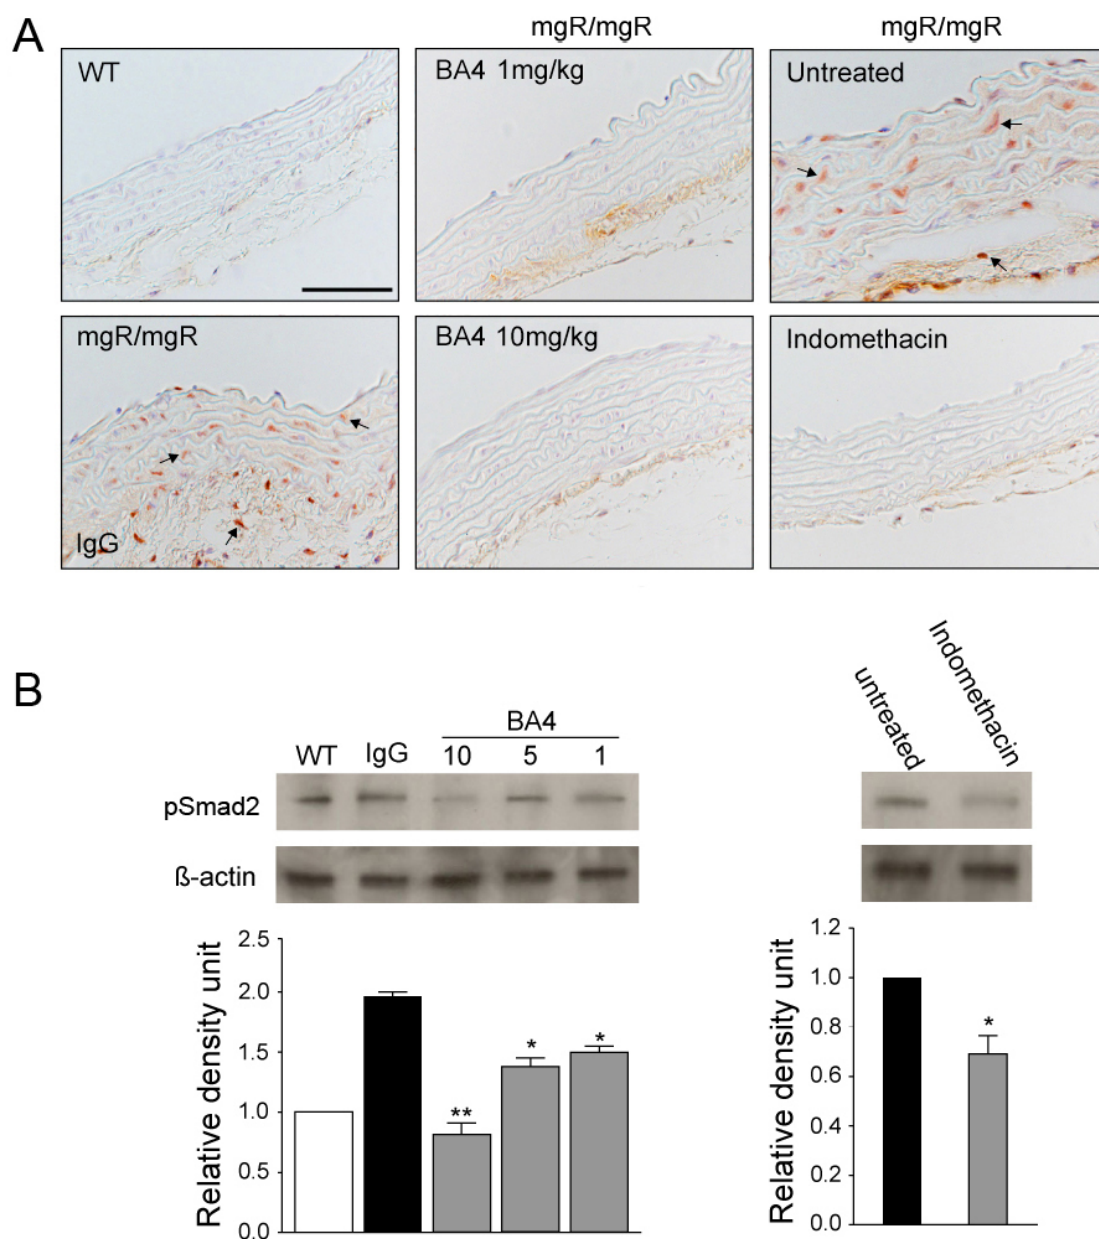 A
mgR/mgR
mgR/mgR
WT
BA4 1mg/kg
Untreated
mgR/mgR
IgG
BA4 10mg/kg
Indomethacin
B
BA4
WT IgG 10 5 1
untreated
Indomethacin
pSmad2
ß-actin
Relative density unit
2.5
2.0
1.5
1.0
0.5
0.0
**
*
*
Relative density unit
1.2
1.0
0.8
0.6
0.4
0.2
0.0
*